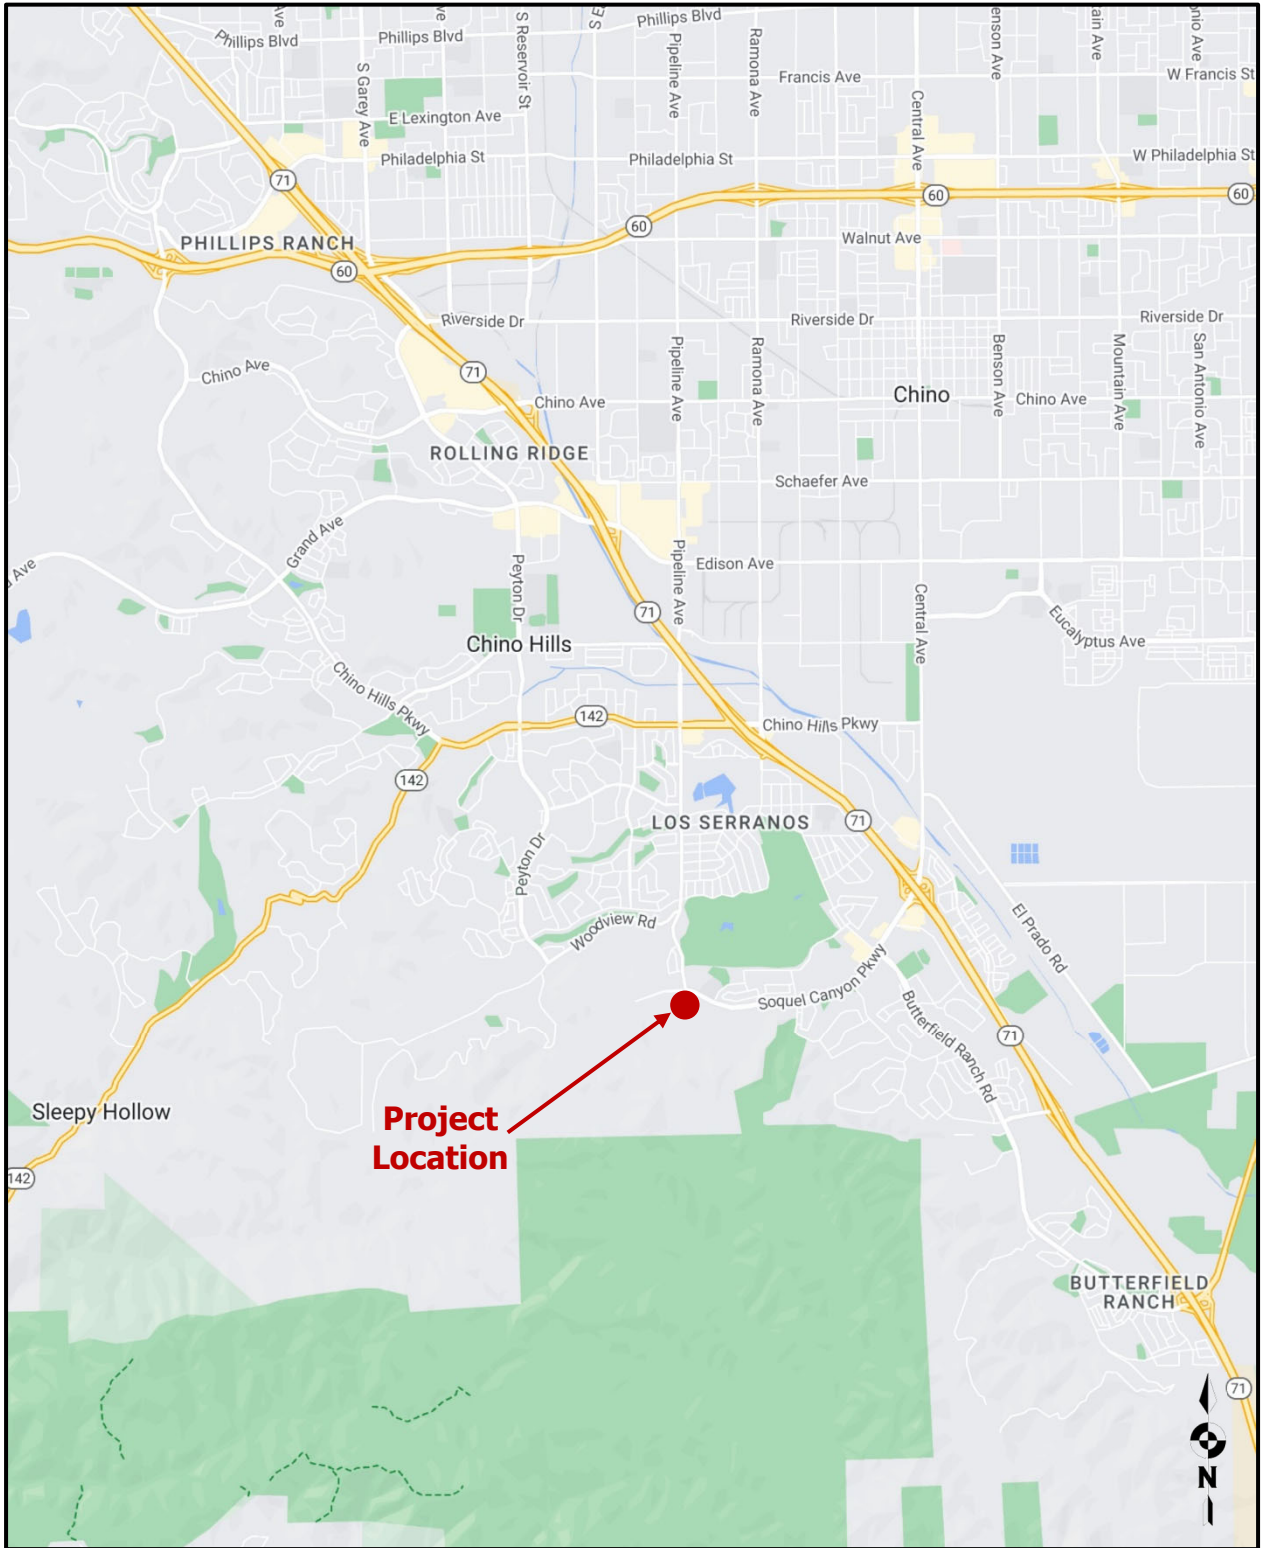 Phillips Blvd
Phillips Blvd
Phillips Blvd
S Garey Ave
S Reservoir St
Pipeline Ave
Ramona Ave
Francis Ave
W Francis St
E Lexington Ave
Philadelphia St
Philadelphia St
Central Ave
W Philadelphia St
71
60
60
60
PHILLIPS RANCH
60
Walnut Ave
Riverside Dr
Riverside Dr
Riverside Dr
Chino Ave
71
Pipeline Ave
Ramona Ave
Benson Ave
Mountain Ave
San Antonio Ave
Chino Ave
Chino
Chino Ave
ROLLING RIDGE
Schaefer Ave
Grand Ave
Ave
Peyton Dr
Pipeline Ave
Edison Ave
71
Central Ave
Eucalyptus Ave
Chino Hills
Chino Hills Pkwy
142
Chino Hills Pkwy
142
LOS SERRANOS
71
Peyton Dr
Woodview Rd
El Prado Rd
Soquel Canyon Pkwy
Butterfield Ranch Rd
71
Sleepy Hollow
Project
Location
142
BUTTERFIELD
RANCH
71
N